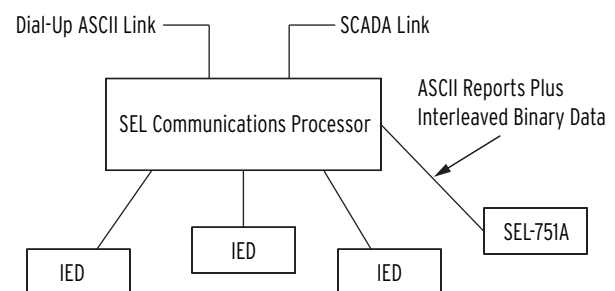 Dial-Up ASCII Link
SCADA Link
ASCII Reports Plus
Interleaved Binary Data
SEL Communications Processor
SEL-751A
IED
IED
IED